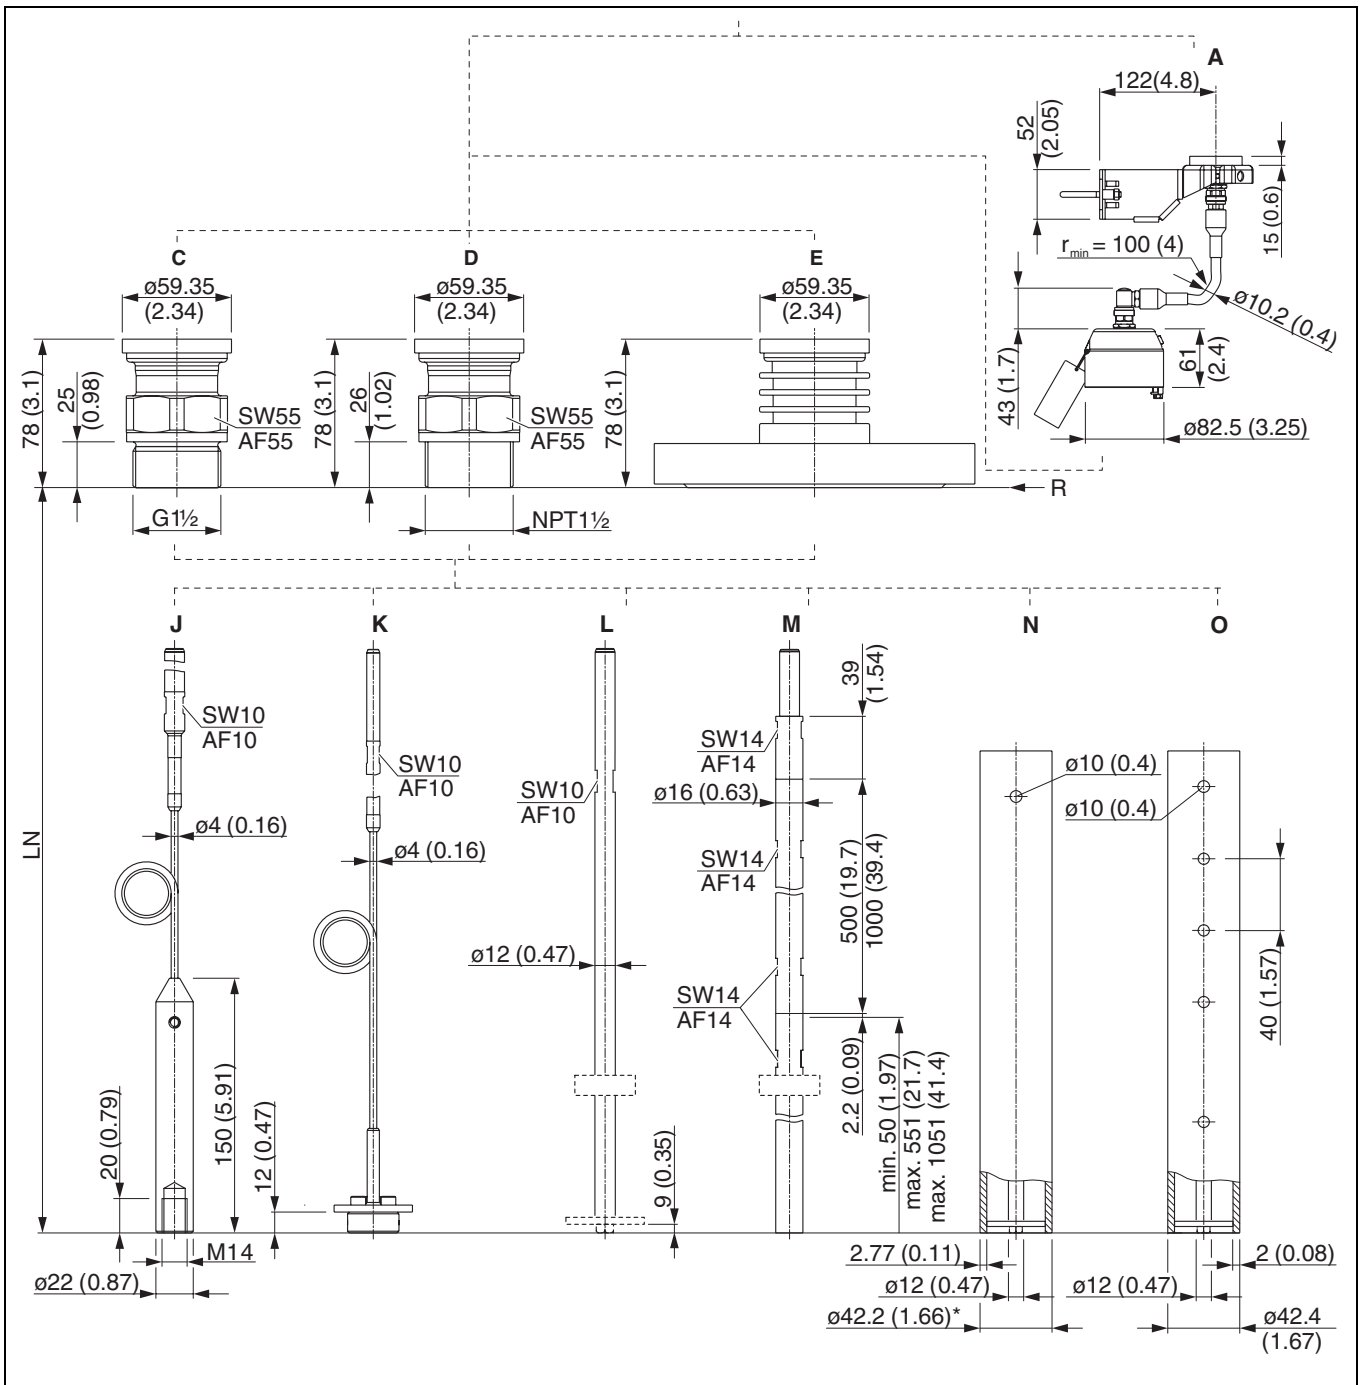 A
122(4.8)
52
(2.05)
15 (0.6)
rmin = 100 (4)
ø10.2 (0.4)
43 (1.7)
61
(2.4)
ø82.5 (3.25)
C
D
E
ø59.35
(2.34)
ø59.35
(2.34)
ø59.35
(2.34)
78 (3.1)
25
(0.98)
SW55
AF55
78 (3.1)
26
(1.02)
SW55
AF55
78 (3.1)
R
G1½
NPT1½
LN
J
K
L
M
N
O
SW10
AF10
ø4 (0.16)
150 (5.91)
20 (0.79)
M14
ø22 (0.87)
SW10
AF10
ø4 (0.16)
12 (0.47)
SW10
AF10
ø12 (0.47)
9 (0.35)
39
(1.54)
SW14
AF14
ø16 (0.63)
SW14
AF14
500 (19.7)
1000 (39.4)
SW14
AF14
2.2 (0.09)
min. 50 (1.97)
max. 551 (21.7)
max. 1051 (41.4)
ø10 (0.4)
ø10 (0.4)
40 (1.57)
2.77 (0.11)
ø12 (0.47)
ø42.2 (1.66)*
2 (0.08)
ø12 (0.47)
ø42.4
(1.67)